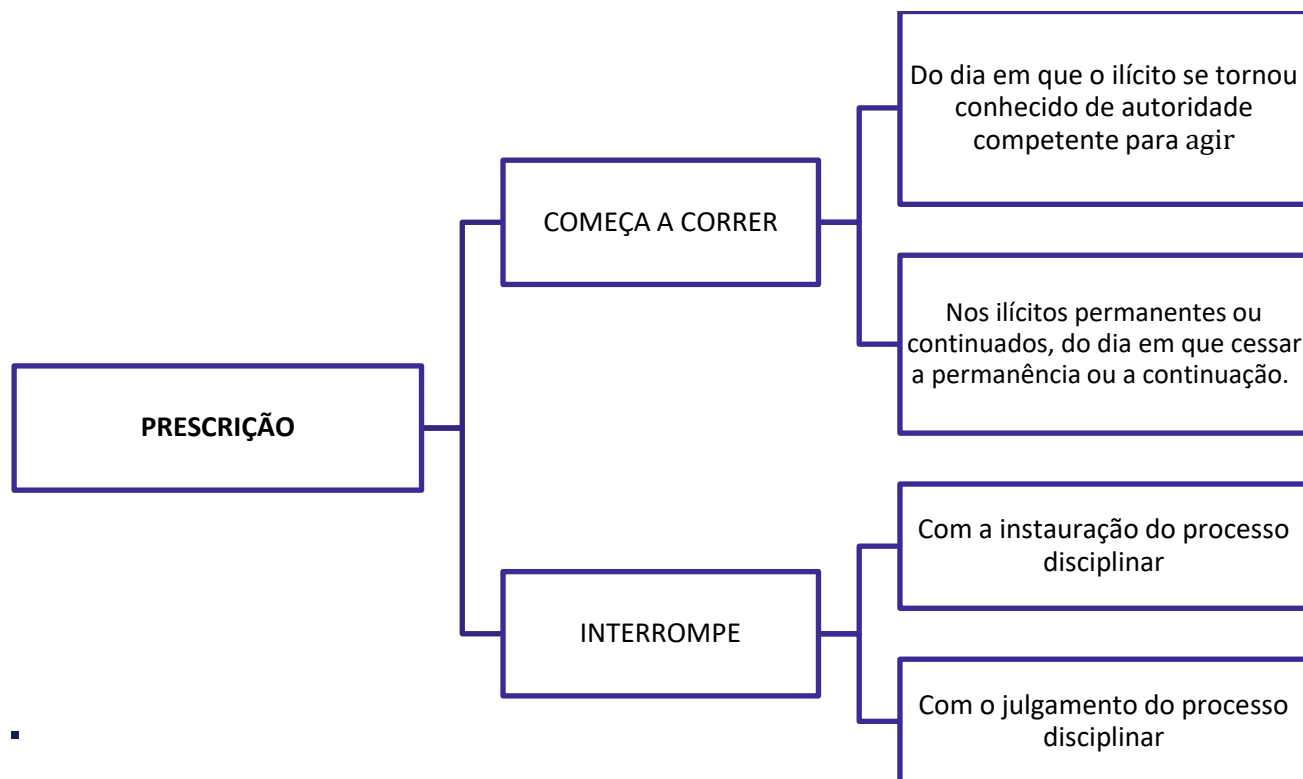 Do dia em que o ilícito se tornou
conhecido de autoridade
competente para agir
COMEÇA A CORRER
Nos ilícitos permanentes ou
continuados, do dia em que cessar
a permanência ou a continuação.
PRESCRIÇÃO
Com a instauração do processo
disciplinar
INTERROMPE
Com o julgamento do processo
disciplinar